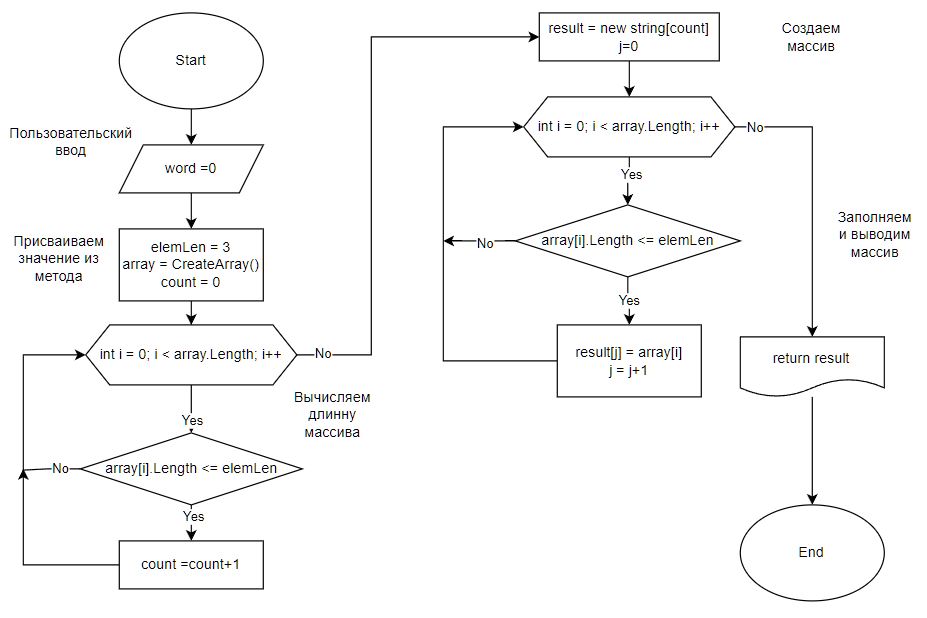 Start
Пользовательский
ввод
word =0
Присваиваем
значение из
метода
elemLen = 3
array = CreateArray()
count = 0
int i = 0; i < array.Length; i++
No
Вычисляем
длинну
массива
Yes
array[i].Length <= elemLen
No
Yes
count =count+1
result = new string[count]
j=0
Создаем
массив
int i = 0; i < array.Length; i++
No
Yes
array[i].Length <= elemLen
No
Yes
result[j] = array[i]
j = j+1
Заполняем
и выводим
массив
return result
End